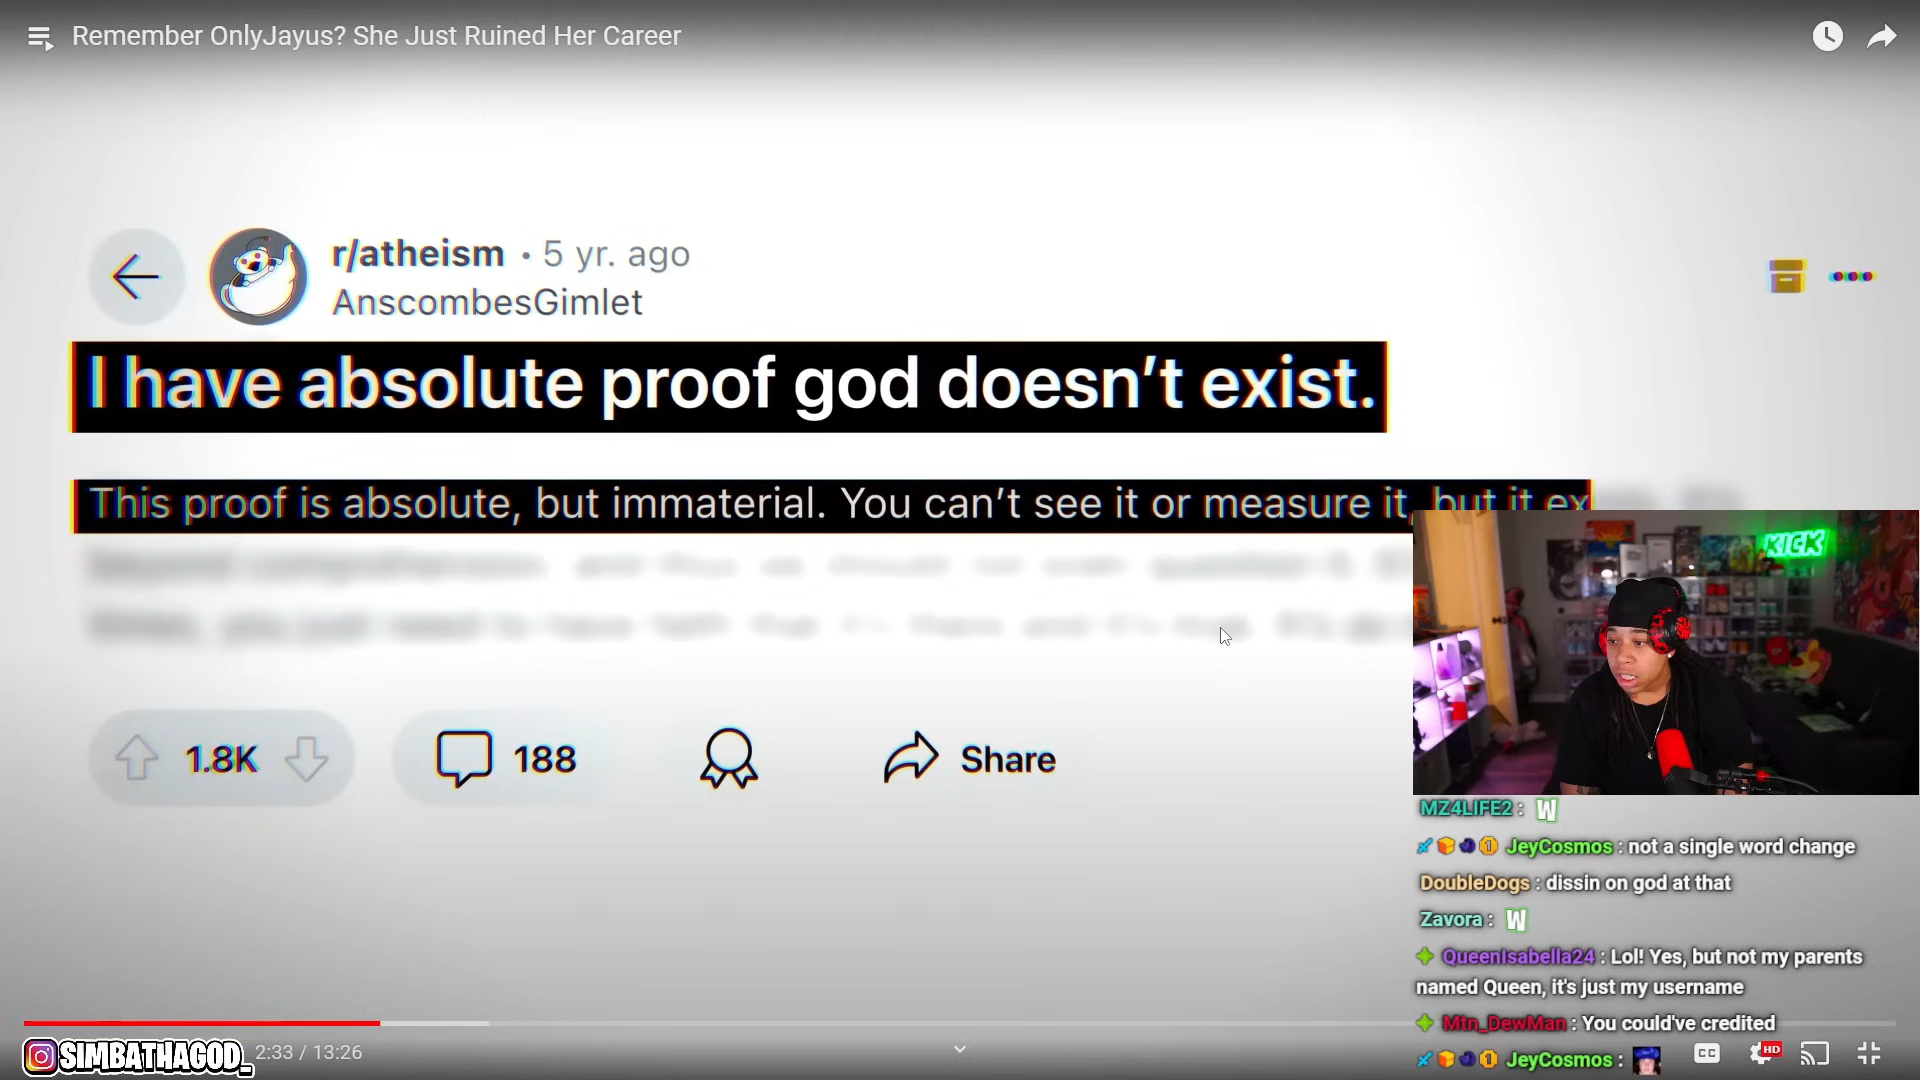 Remember OnlyJayus? She Just Ruined Her Career
r/atheism • 5 yr. ago
AnscombesGimlet
I have absolute proof god doesn’t exist.
This proof is absolute, but immaterial. You can’t see it or measure it, but it ex
1.8K
188
Share
KICK
MZ4LIFE2 : W
JeyCosmos : not a single word change
DoubleDogs : dissin on god at that
Zavora : W
QueenIsabella24 : Lol! Yes, but not my parents
named Queen, it's just my username
Mtn_DewMan : You could've credited
JeyCosmos :
SIMBATHAGOD_
2:33 / 13:26
CC
HD